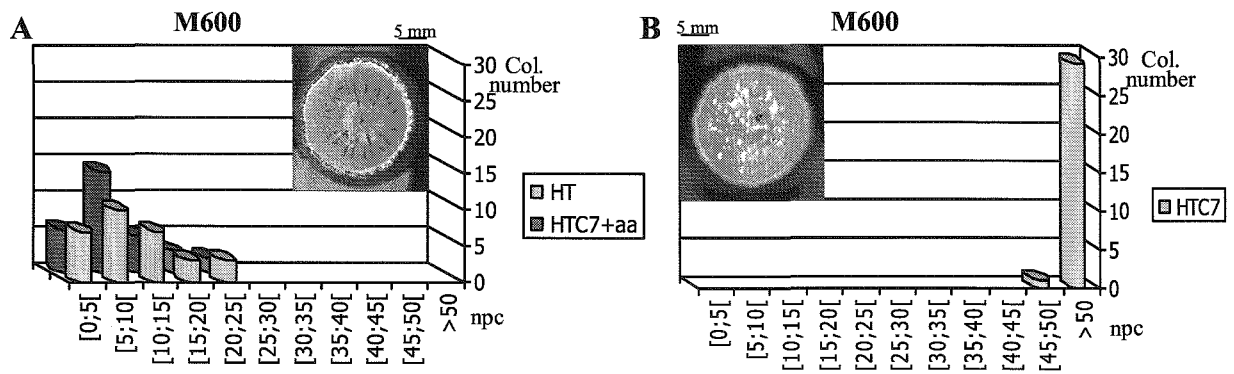 A
M600
5 mm
30
Col.
number
25
20
15
10
5
0
HT
HTC7+aa
[0;5[
[5;10[
[10;15[
[15;20[
[20;25[
[25;30[
[30;35[
[35;40[
[40;45[
[45;50[
> 50
npc
B
M600
5 mm
30
Col.
number
25
20
15
10
5
0
HTC7
[0;5[
[5;10[
[10;15[
[15;20[
[20;25[
[25;30[
[30;35[
[35;40[
[40;45[
[45;50[
> 50
npc